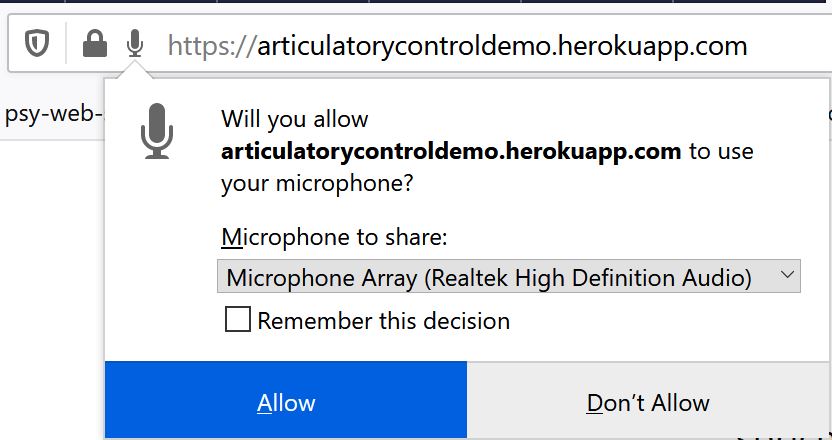 https://articulatorycontroldemo.herokuapp.com
psy-web-
Will you allow
articulatorycontroldemo.herokuapp.com to use
your microphone?
Microphone to share:
Microphone Array (Realtek High Definition Audio)
Remember this decision
Allow
Don’t Allow